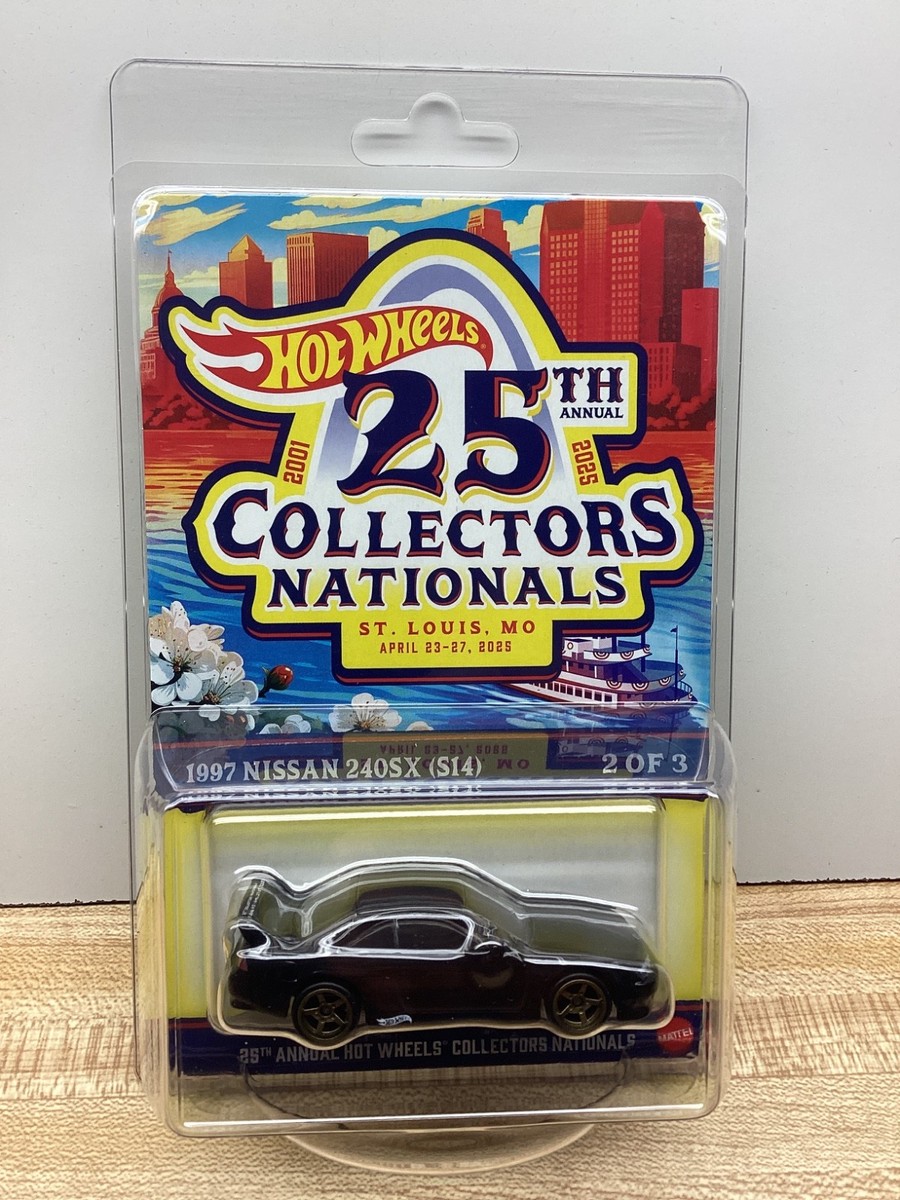 HOT WHEELS
25TH
ANNUAL
2001
2025
COLLECTORS
NATIONALS
ST. LOUIS, MO
APRIL 23-27, 2025
1997 NISSAN 240SX (S14)
2 OF 3
25TH ANNUAL HOT WHEELS COLLECTORS NATIONALS
MATTEL